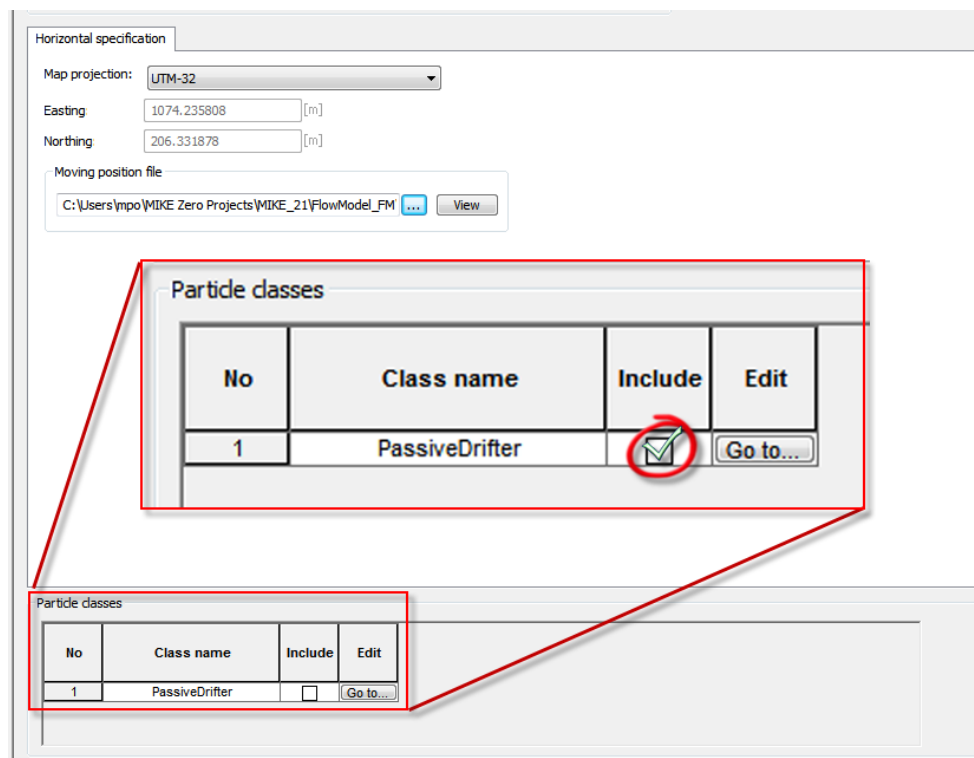 Horizontal specification
Map projection: UTM-32
Easting: 1074.235808 [m]
Northing: 206.331878 [m]
Moving position file
C:\Users\mpo\MIKE Zero Projects\MIKE_21\FlowModel_FM ... View
Particle classes
No Class name Include Edit
1 PassiveDrifter Go to...
Particle classes
No Class name Include Edit
1 PassiveDrifter Go to...